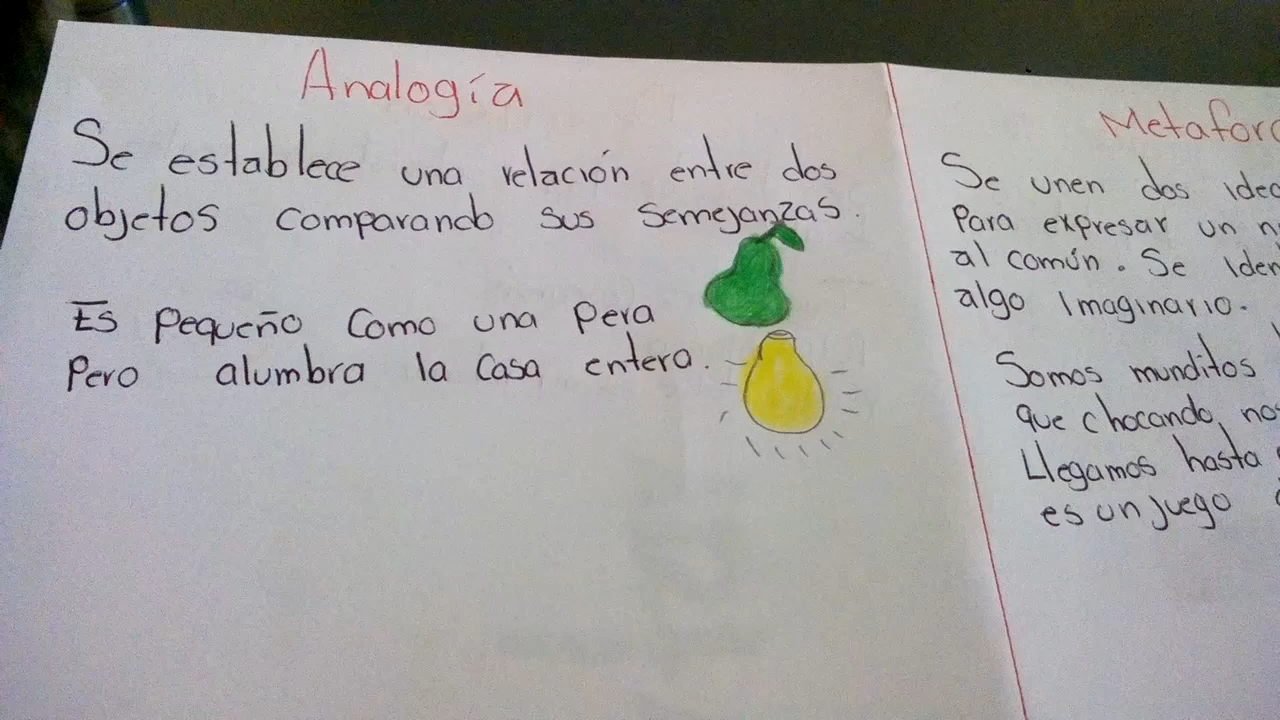 Analogía
Se establece una relación entre dos
objetos comparando sus semejanzas.
Es pequeño como una pera
Pero alumbra la casa entera.
Se unen dos
Para expresar un
al común. Se
algo imaginario.
Somos munditos
que chocando,
Llegamos hasta
es un juego